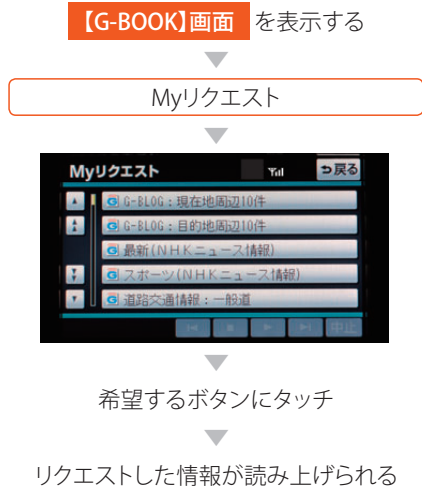 【G-BOOK】画面 を表示する
Myリクエスト
Myリクエスト 戻る
G-BLOG：現在地周辺10件
G-BLOG：目的地周辺10件
最新(NHKニュース情報)
スポーツ(NHKニュース情報)
道路交通情報：一般道
中止
希望するボタンにタッチ
リクエストした情報が読み上げられる